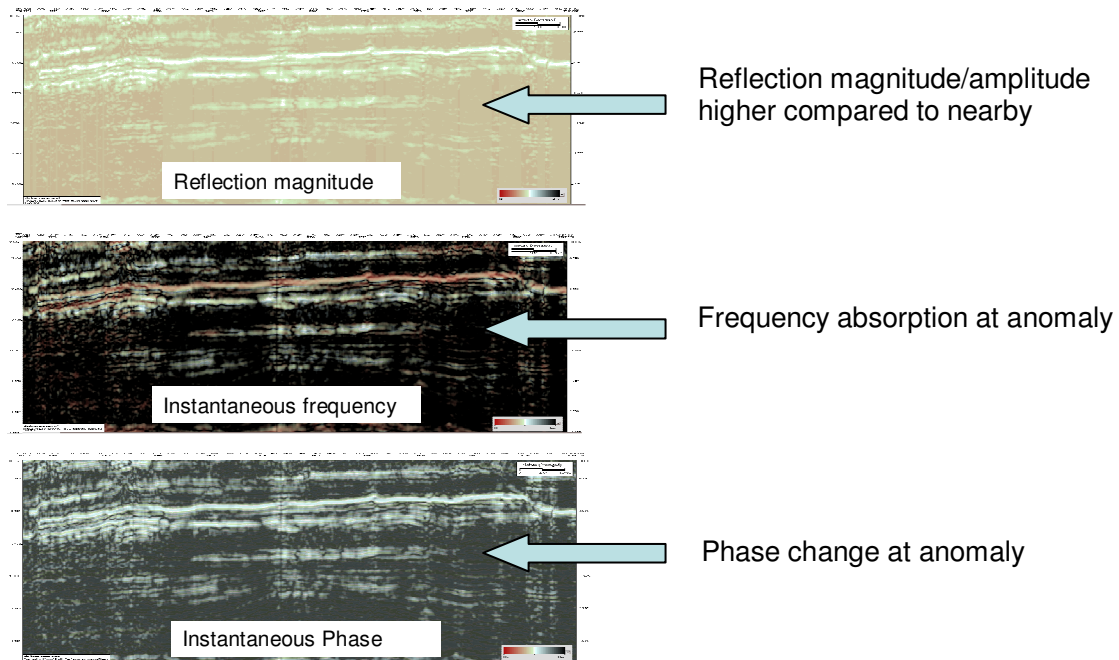 Reflection magnitude/amplitude
higher compared to nearby
Reflection magnitude
Frequency absorption at anomaly
Instantaneous frequency
Phase change at anomaly
Instantaneous Phase